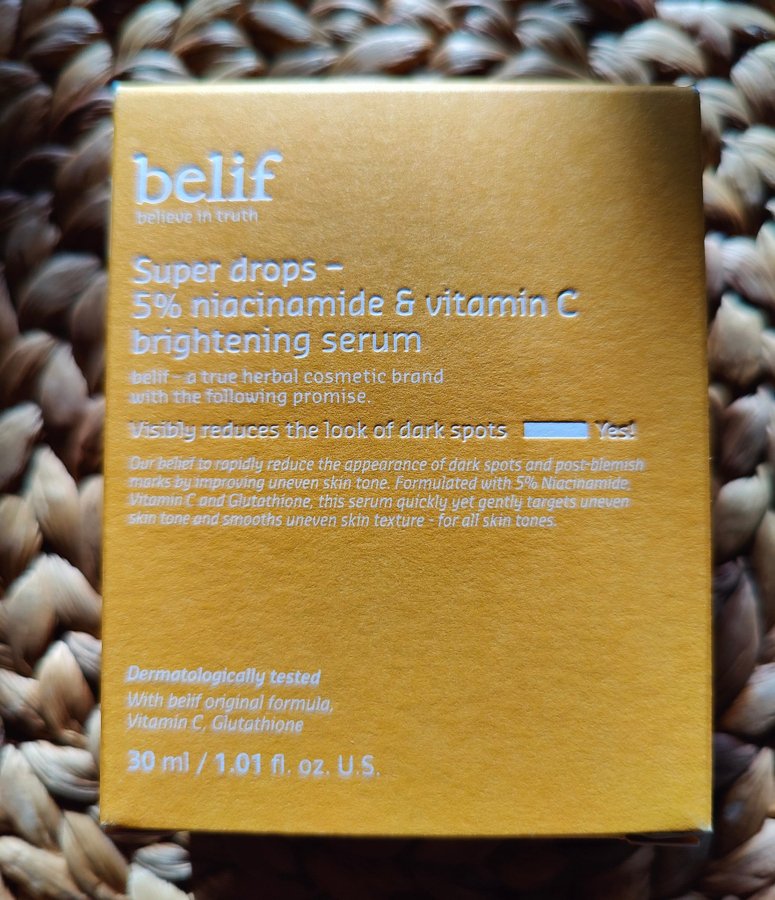 belif
believe in truth
Super drops –
5% niacinamide & vitamin C
brightening serum
belif – a true herbal cosmetic brand
with the following promise.
Visibly reduces the look of dark spots Yes!
Our belief to rapidly reduce the appearance of dark spots and post-blemish
marks by improving uneven skin tone. Formulated with 5% Niacinamide,
Vitamin C and Glutathione, this serum quickly yet gently targets uneven
skin tone and smooths uneven skin texture - for all skin tones.
Dermatologically tested
With belif original formula,
Vitamin C, Glutathione
30 ml / 1.01 fl. oz. U.S.